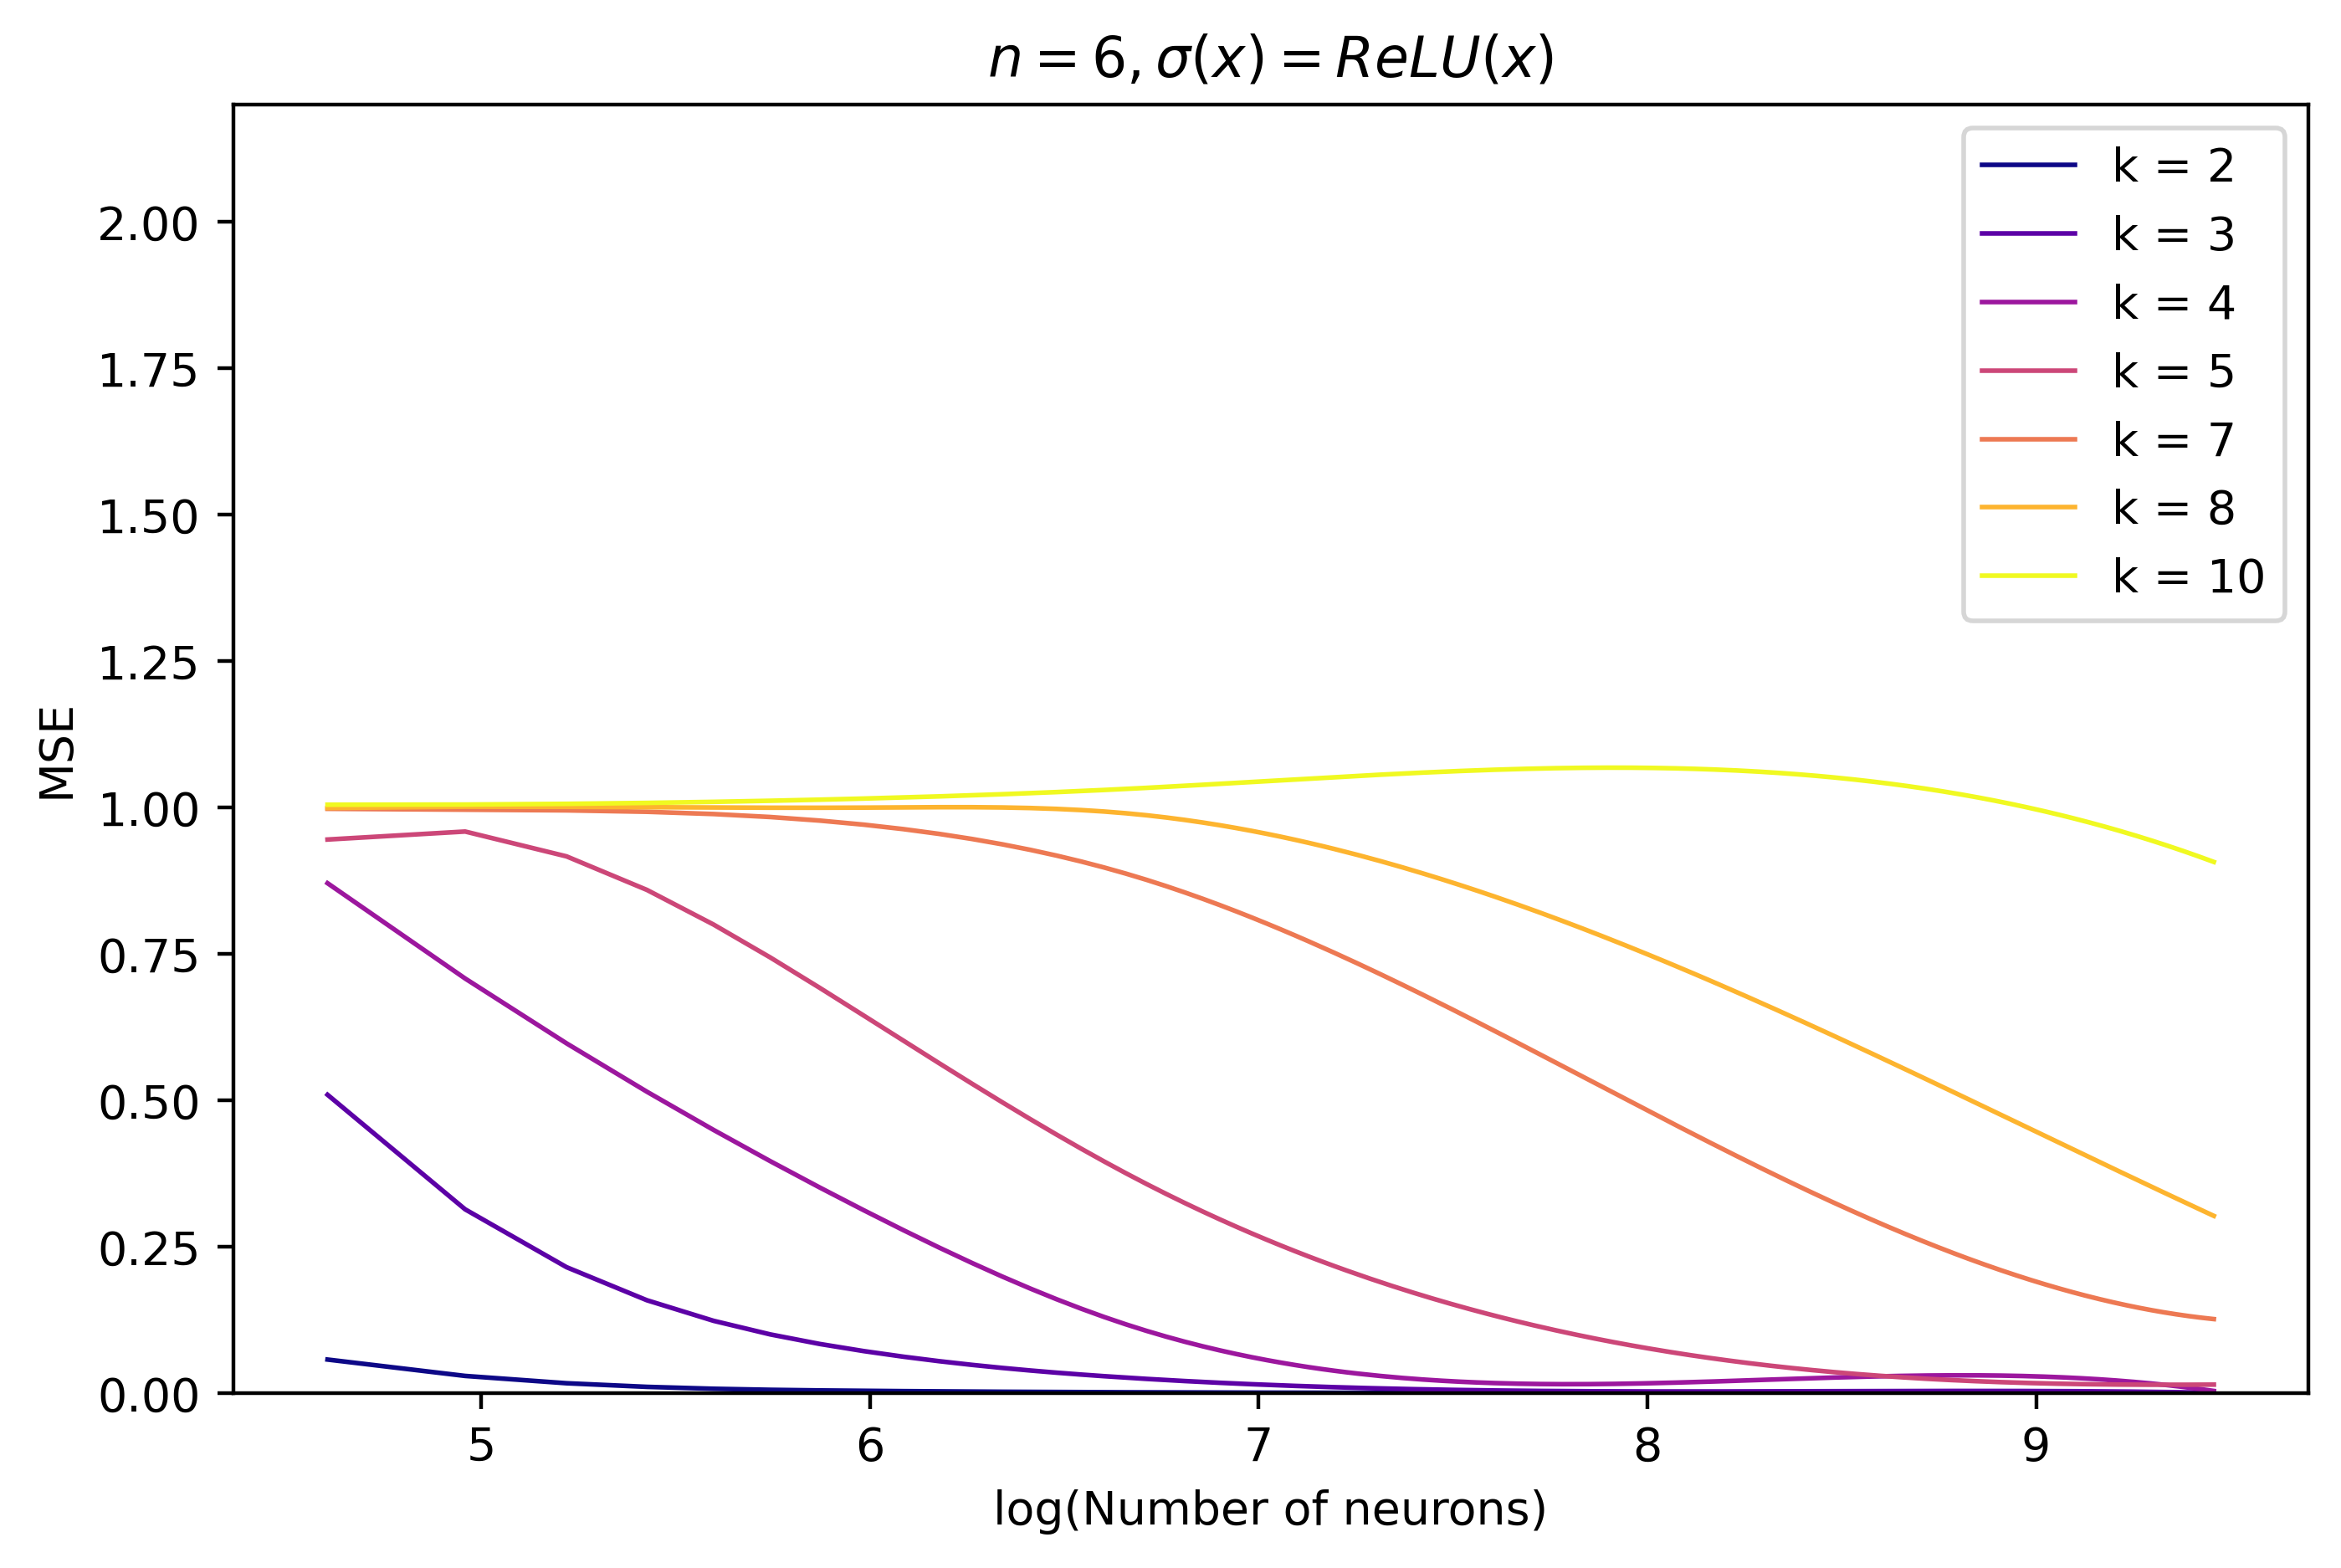 n = 6, σ(x) = ReLU(x)
k = 2
k = 3
k = 4
k = 5
k = 7
k = 8
k = 10
2.00
1.75
1.50
1.25
1.00
0.75
0.50
0.25
0.00
MSE
5 6 7 8 9
log(Number of neurons)